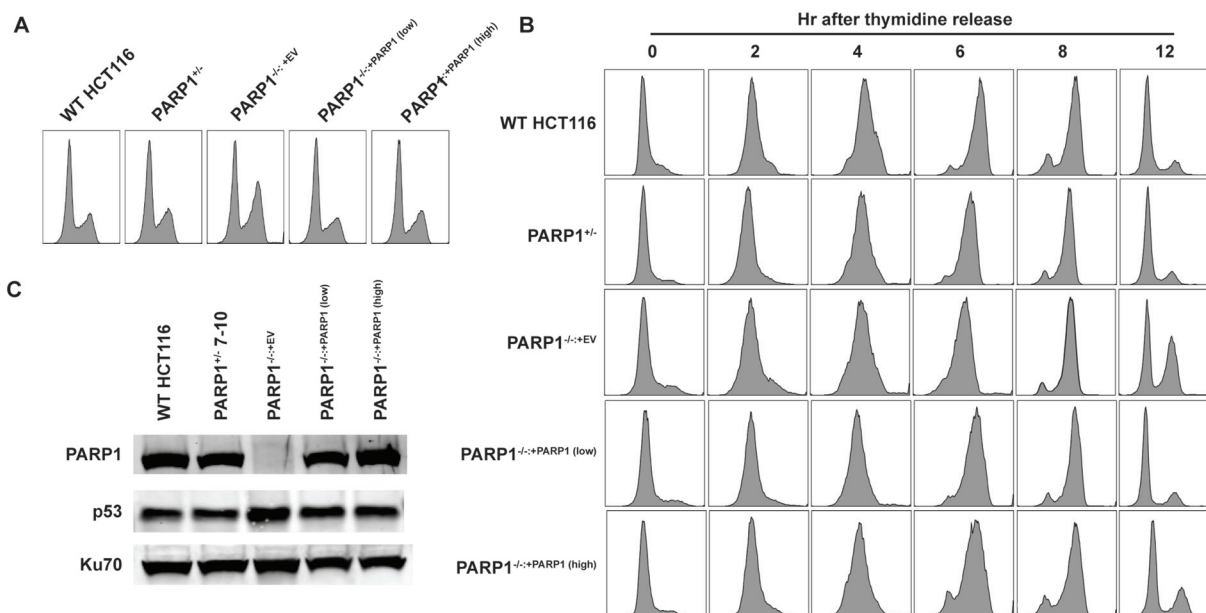 A
WT HCT116
PARP1+/-
PARP1-/-: +EV
PARP1-/-:+PARP1 (low)
PARP1-:+PARP1 (high)
B
Hr after thymidine release
0 2 4 6 8 12
WT HCT116
PARP1+/-
PARP1-/-:+EV
PARP1-/-:+PARP1 (low)
PARP1-/-:+PARP1 (high)
C
WT HCT116
PARP1+/- 7-10
PARP1-/-:+EV
PARP1-/-:+PARP1 (low)
PARP1-/-:+PARP1 (high)
PARP1
p53
Ku70